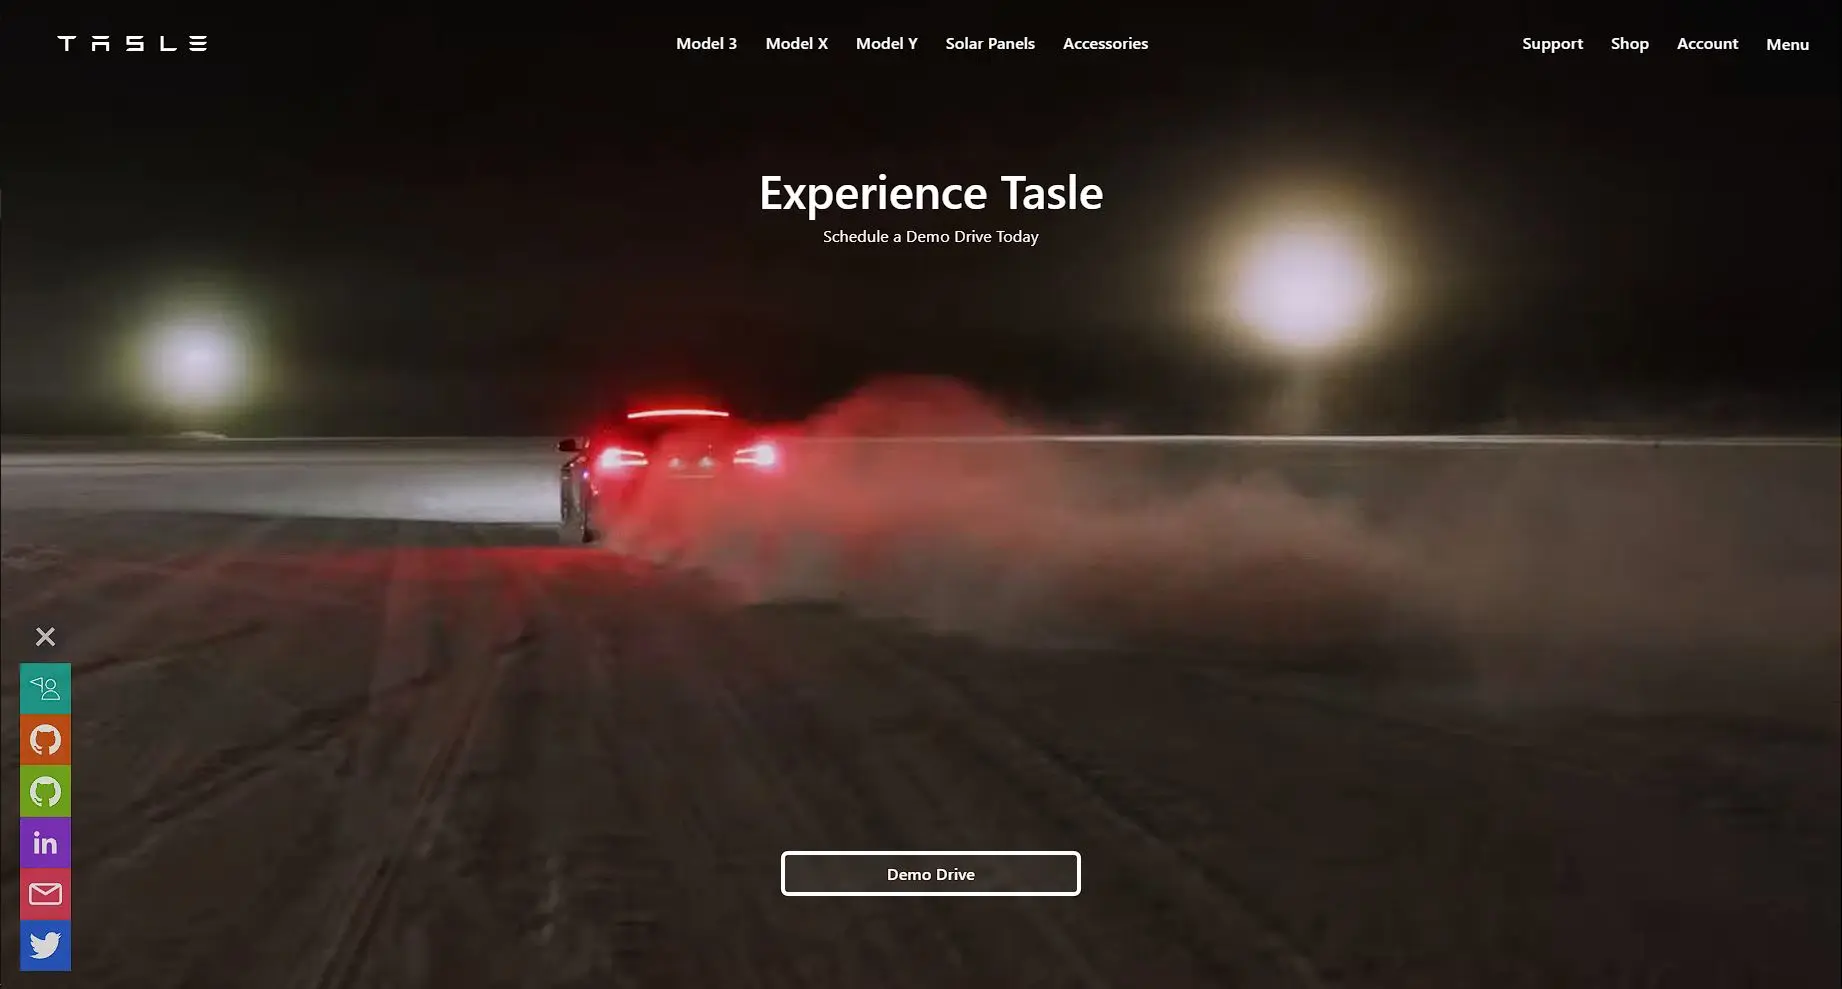 TASLE
Model 3 Model X Model Y Solar Panels Accessories
Support Shop Account Menu
Experience Tasle
Schedule a Demo Drive Today
in
Demo Drive